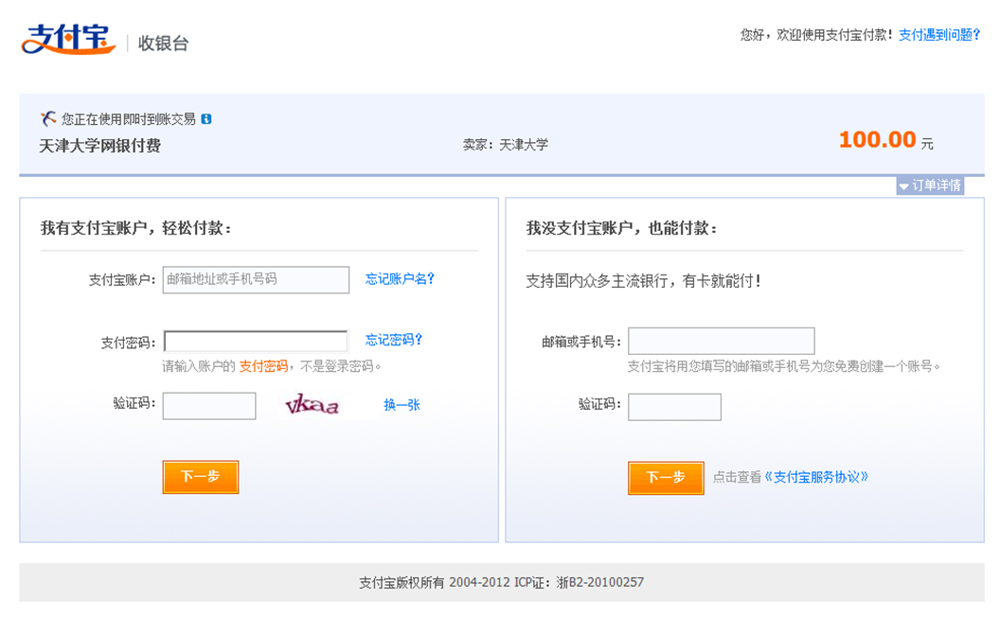 支付宝 收银台
您好，欢迎使用支付宝付款！支付遇到问题？
您正在使用即时到账交易
天津大学网银付费
卖家：天津大学
100.00 元
订单详情
我有支付宝账户，轻松付款：
支付宝账户：邮箱地址或手机号码 忘记账户名？
支付密码： 忘记密码？
请输入账户的 支付密码，不是登录密码。
验证码： vkaa 换一张
下一步
我没支付宝账户，也能付款：
支持国内众多主流银行，有卡就能付！
邮箱或手机号：
支付宝将用您填写的邮箱或手机号为您免费创建一个账号。
验证码：
下一步 点击查看《支付宝服务协议》
支付宝版权所有 2004-2012 ICP证：浙B2-20100257